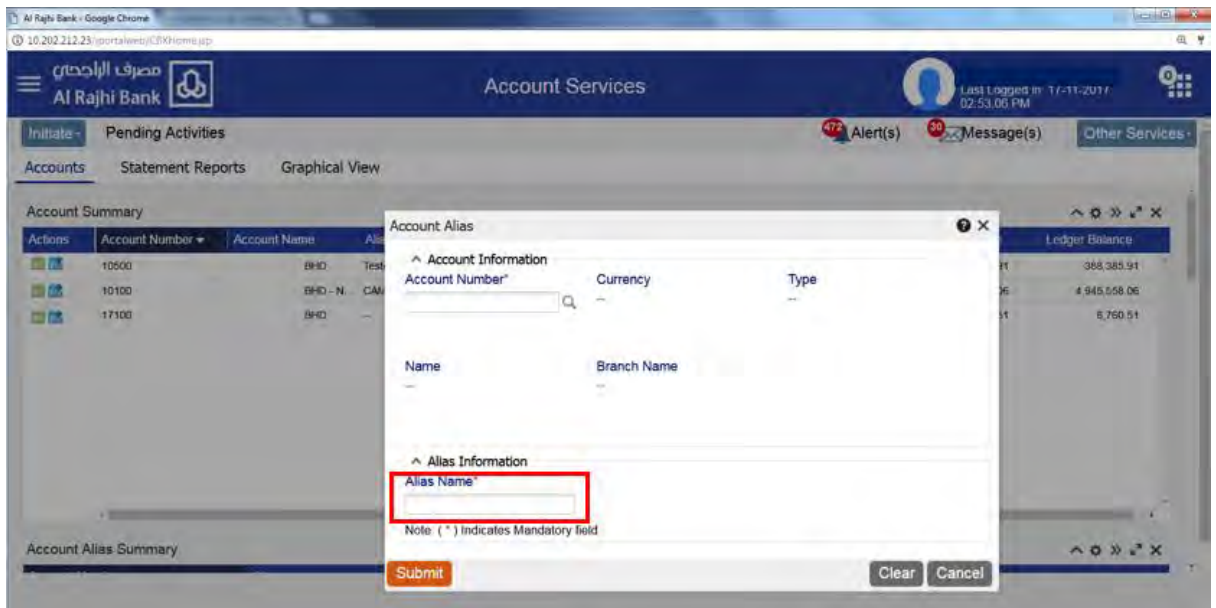 Al Rajhi Bank - Google Chrome
10.202.212.23/iportalweb/CBXHome.jsp
مصرف الراجحي
Al Rajhi Bank
Account Services
Last Logged in 17-11-2017
02:53:06 PM
0
Initiate
Pending Activities
472 Alert(s)
30 Message(s)
Other Services
Accounts Statement Reports Graphical View
Account Summary
Actions Account Number Account Name Ledger Balance
10500 BHD Test 388,385.91
10100 BHD - N. 4,945,558.06
17100 BHD -- 6,760.51
Account Alias
Account Information
Account Number* Currency Type
-- --
Name Branch Name
-- --
Alias Information
Alias Name*
Note : ( * ) Indicates Mandatory field
Submit Clear Cancel
Account Alias Summary